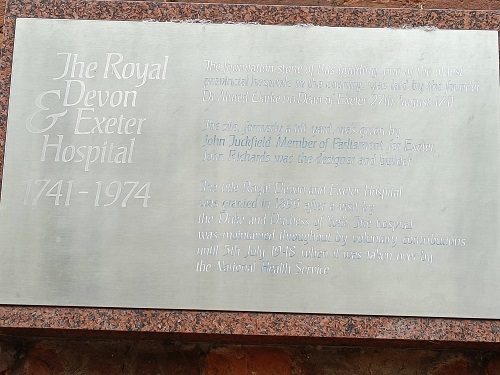 The Royal
Devon
& Exeter
Hospital
1741-1974
The foundation stone of this building, one of the oldest
provincial hospitals in the country, was laid by the founder
Dr Alured Clarke Dean of Exeter 27th August 1741
The site, formerly a was given by
John Tuckfield Member of Parliament for Exeter
John Richards was the designer and builder
The title Royal Devon and Exeter Hospital
was granted in 1899 after a visit by
the Duke and Duchess of York. The hospital
was maintained throughout by voluntary contributions
until 5th July 1948 when it was taken over by
the National Health Service